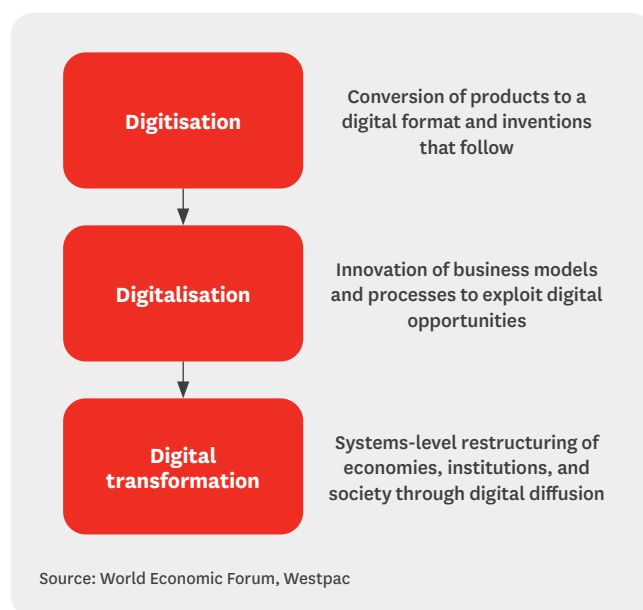 Digitisation
Conversion of products to a
digital format and inventions
that follow
Digitalisation
Innovation of business models
and processes to exploit digital
opportunities
Digital
transformation
Systems-level restructuring of
economies, institutions, and
society through digital diffusion
Source: World Economic Forum, Westpac